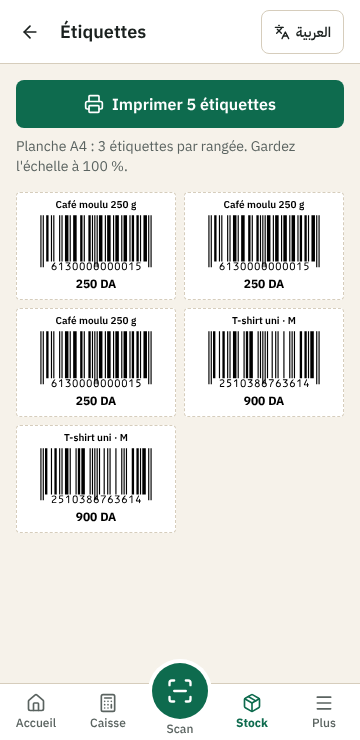 Étiquettes
العربية
Imprimer 5 étiquettes
Planche A4 : 3 étiquettes par rangée. Gardez
l'échelle à 100 %.
Café moulu 250 g
6130000000015
250 DA
Café moulu 250 g
6130000000015
250 DA
Café moulu 250 g
6130000000015
250 DA
T-shirt uni · M
2510386763614
900 DA
T-shirt uni · M
2510386763614
900 DA
Accueil
Caisse
Scan
Stock
Plus